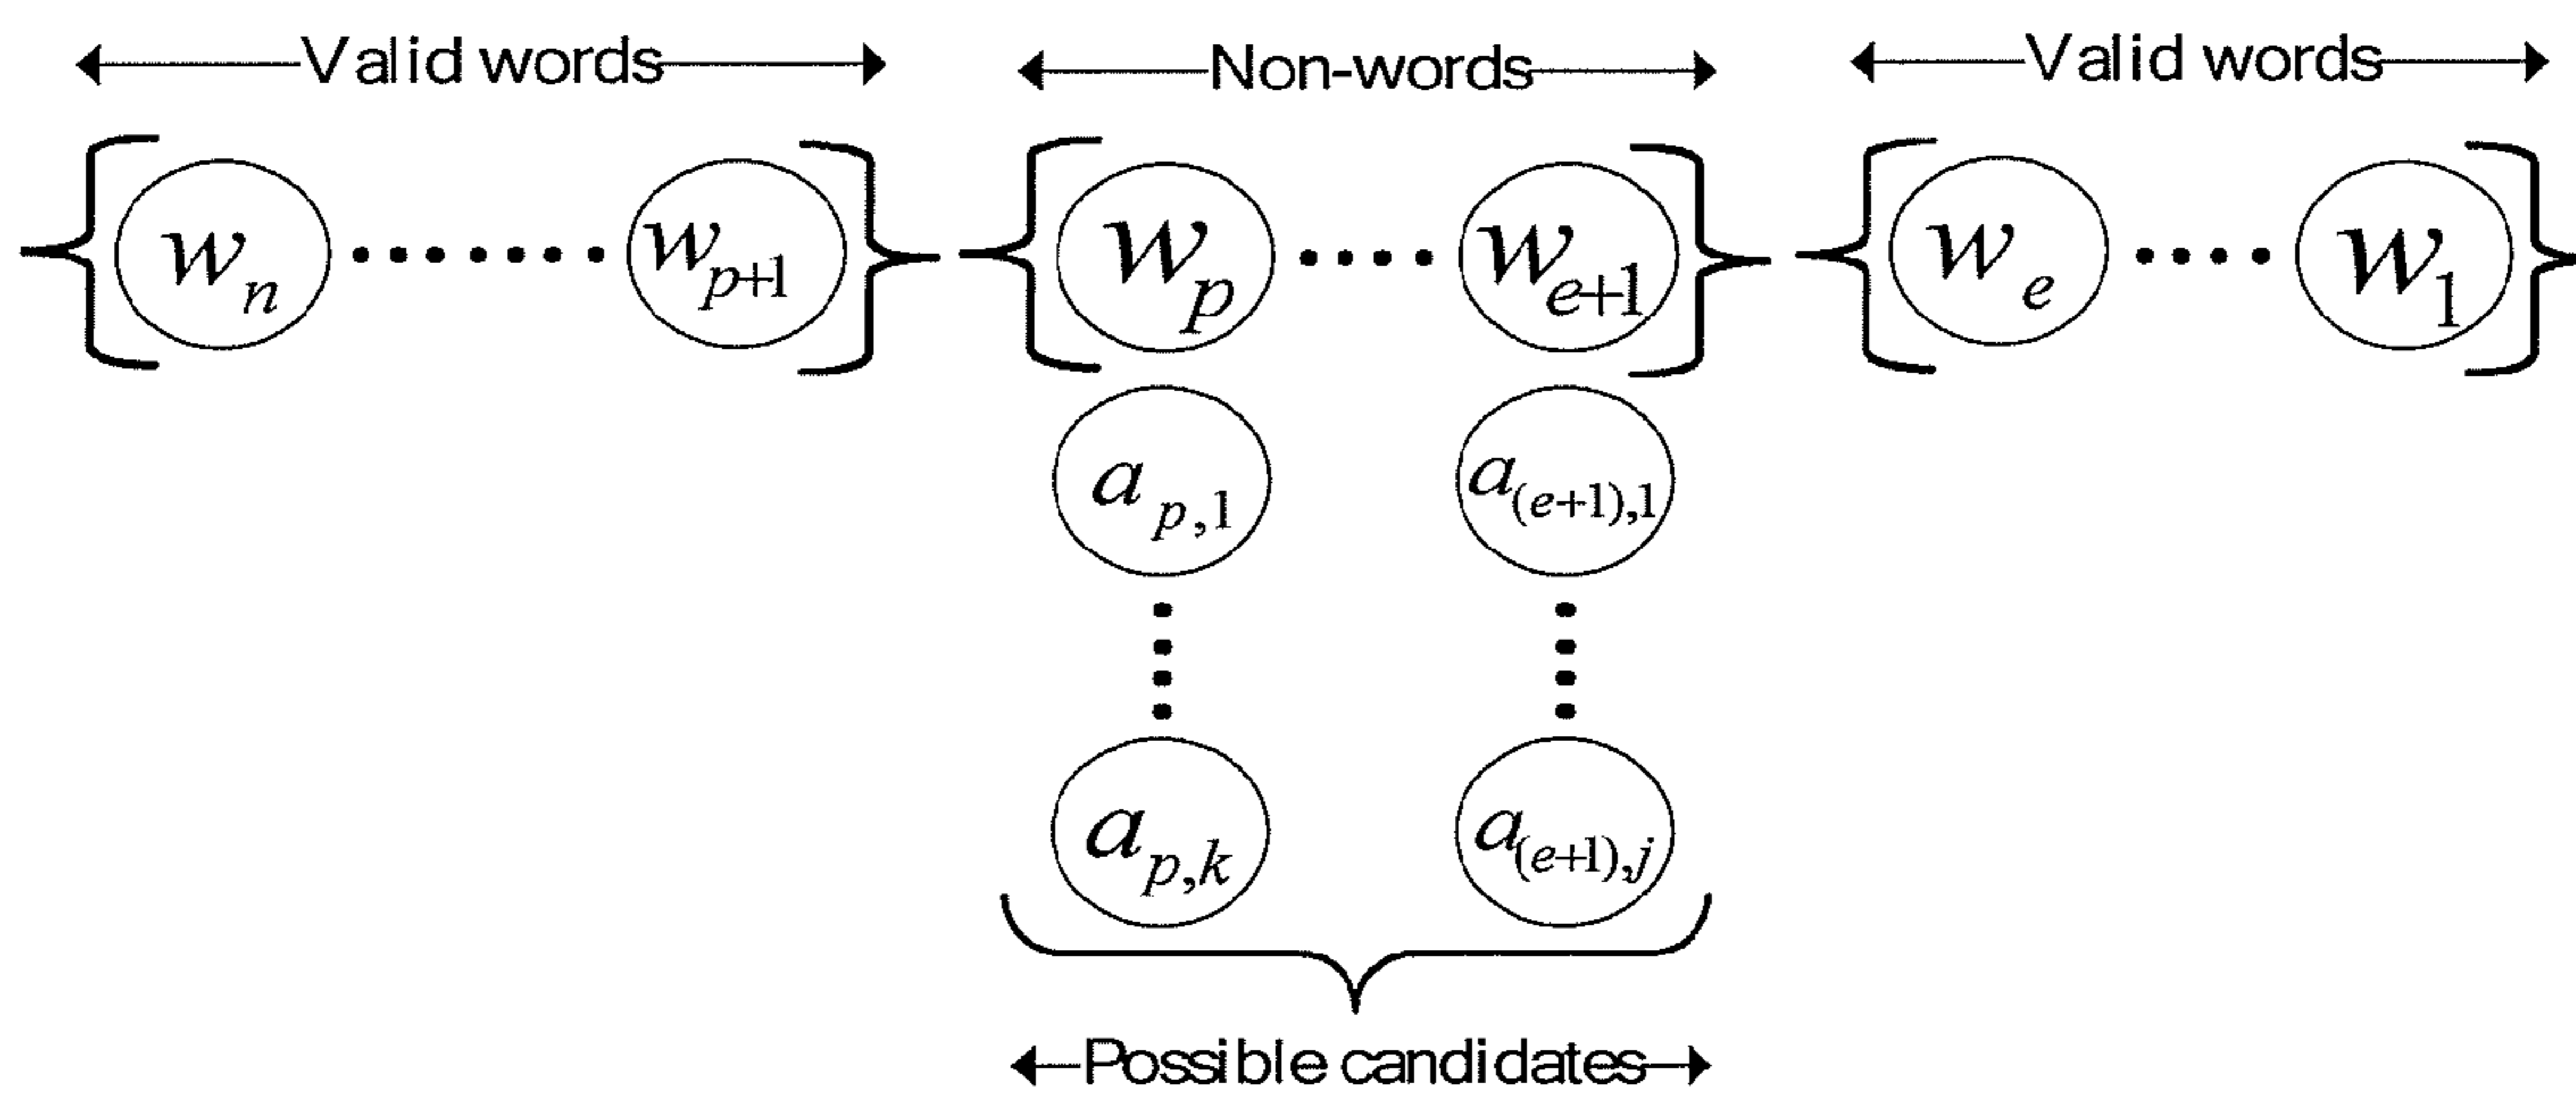 Valid words Non-words Valid words
w_n ...... w_{p+1} w_p .... w_{e+1} w_e .... w_1
a_{p,1} a_{(e+1),1}
a_{p,k} a_{(e+1),j}
Possible candidates